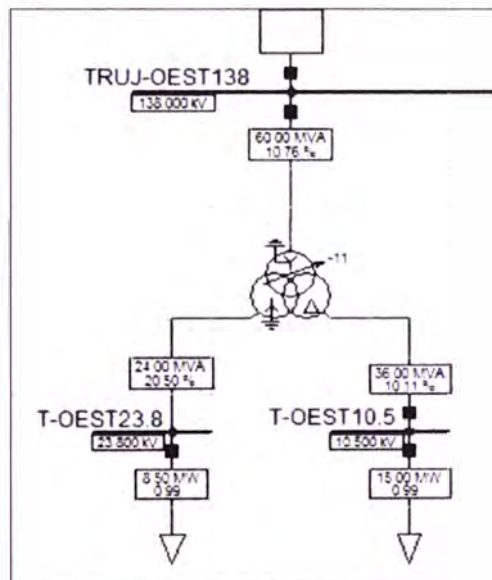 TRUJ-OEST138
138.000 kV
60.00 MVA
10.76 %
-11
24.00 MVA
20.50 %
36.00 MVA
10.11 %
T-OEST23.8
23.800 kV
T-OEST10.5
10.500 kV
8.50 MW
0.99
15.00 MW
0.99